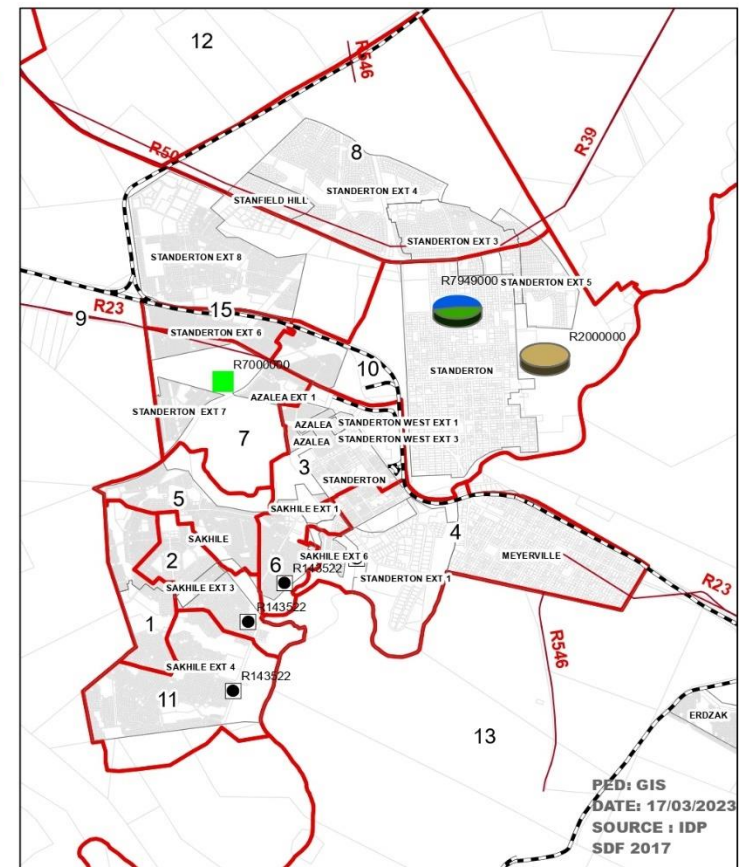 12
R546
R50
8
R39
STANDERTON EXT 4
STANFIELD HILL
STANDERTON EXT 3
STANDERTON EXT 8
R7949000
STANDERTON EXT 5
R23
15
9
STANDERTON EXT 6
R2000000
R7000000
10
STANDERTON
AZALEA EXT 1
STANDERTON EXT 7
AZALEA
STANDERTON WEST EXT 1
7
AZALEA
STANDERTON WEST EXT 3
3
STANDERTON
5
SAKHILE EXT 1
4
SAKHILE
SAKHILE EXT 6
MEYERVILLE
2
6
R143522
STANDERTON EXT 1
SAKHILE EXT 3
R23
R143522
1
R546
SAKHILE EXT 4
R143522
11
ERDZAK
13
PED: GIS
DATE: 17/03/2023
SOURCE : IDP
SDF 2017